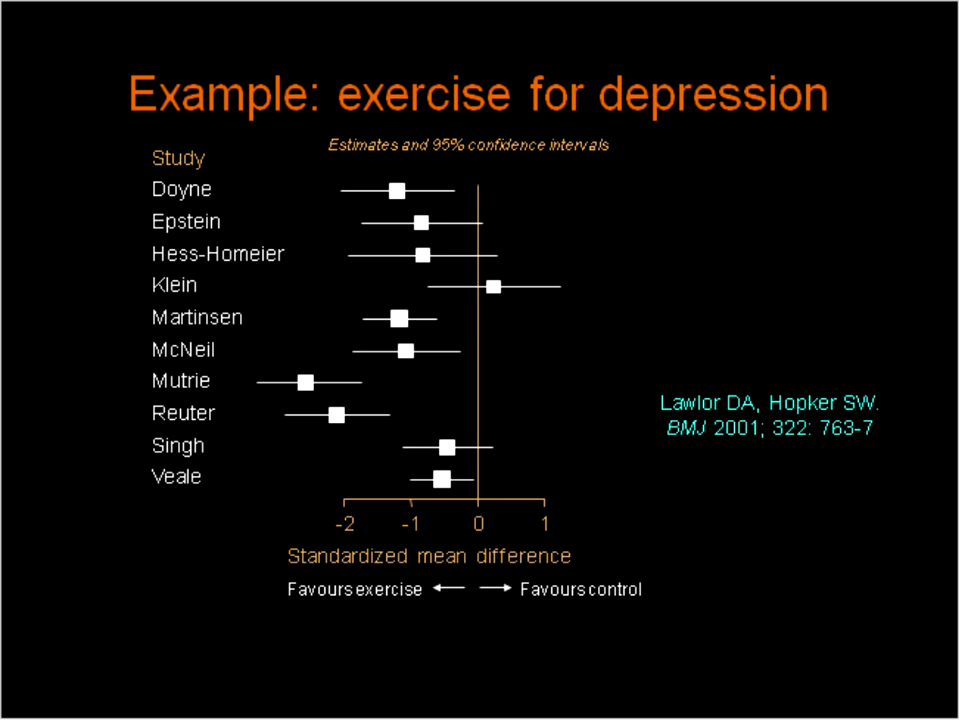 Example: exercise for depression
Estimates and 95% confidence intervals
Study
Doyne
Epstein
Hess-Homeier
Klein
Martinsen
McNeil
Mutrie
Reuter
Singh
Veale
Lawlor DA, Hopker SW.
BMJ 2001; 322: 763-7
-2 -1 0 1
Standardized mean difference
Favours exercise Favours control